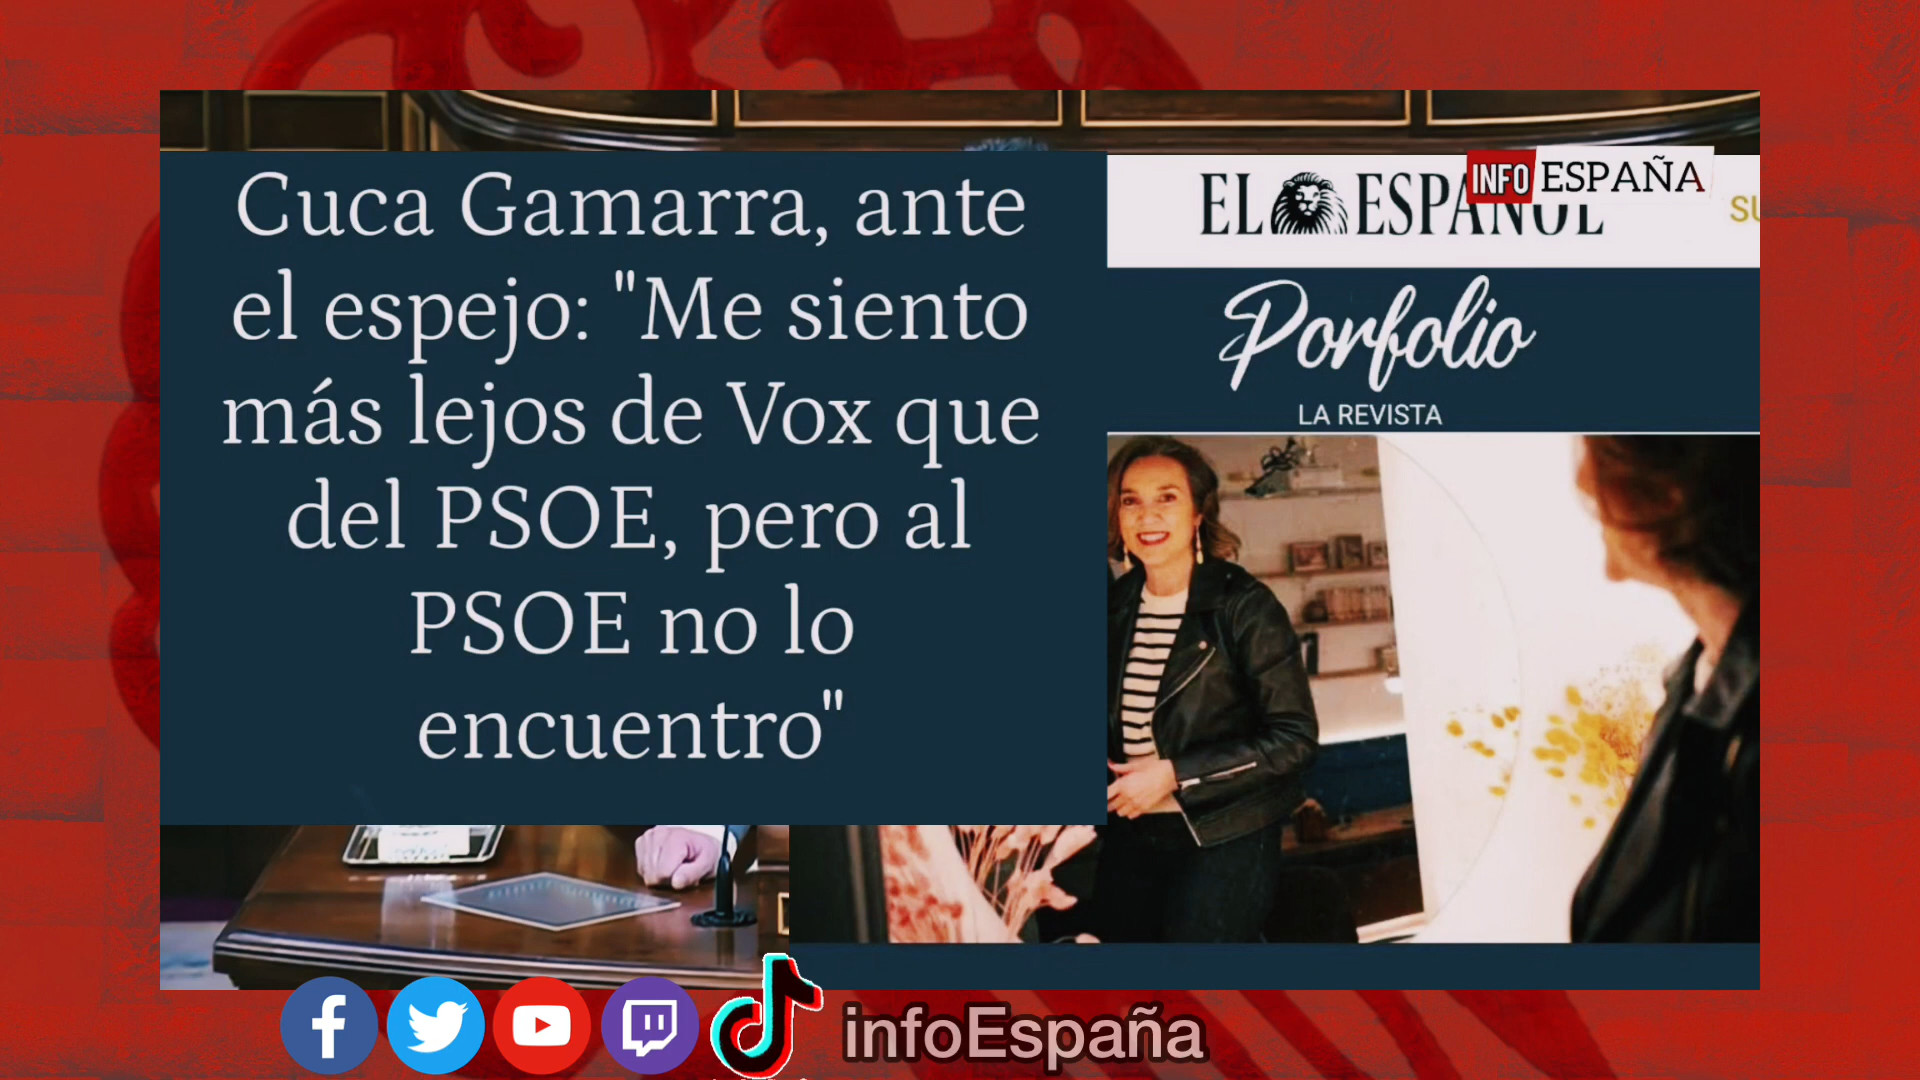 Cuca Gamarra, ante
el espejo: "Me siento
más lejos de Vox que
del PSOE, pero al
PSOE no lo
encuentro"
EL ESPAÑOL
INFO ESPAÑA
SU
Porfolio
LA REVISTA
infoEspaña